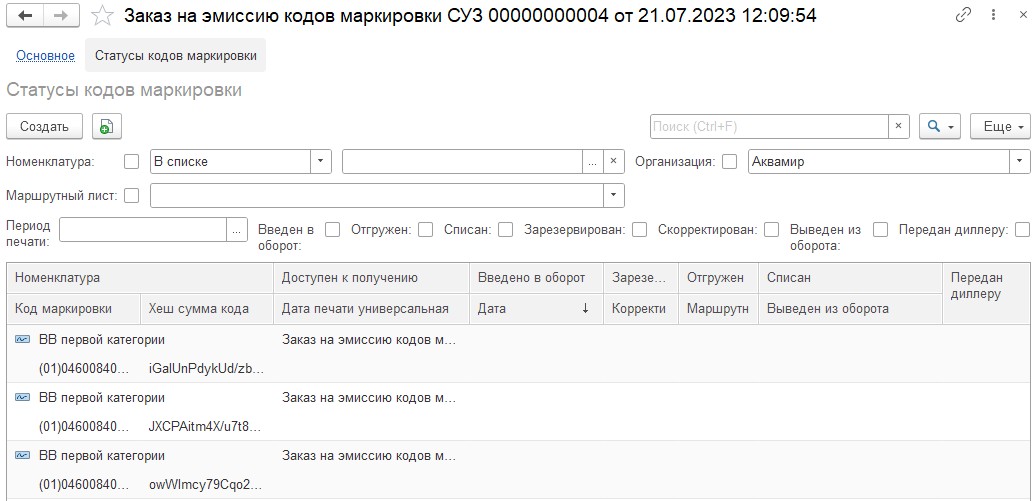 Заказ на эмиссию кодов маркировки СУЗ 00000000004 от 21.07.2023 12:09:54
Основное Статусы кодов маркировки
Статусы кодов маркировки
Создать Поиск (Ctrl+F) × Еще
Номенклатура: В списке ... × Организация: Аквамир
Маршрутный лист:
Период печати: ... Введен в оборот: Отгружен: Списан: Зарезервирован: Скорректирован: Выведен из оборота: Передан диллеру:
Номенклатура Доступен к получению Введено в оборот Зарезе... Отгружен Списан Передан диллеру
Код маркировки Хеш сумма кода Дата печати универсальная Дата ↓ Корректи Маршрутн Выведен из оборота
ВВ первой категории Заказ на эмиссию кодов м...
(01)04600840... iGalUnPdykUd/zb...
ВВ первой категории Заказ на эмиссию кодов м...
(01)04600840... JXCPAitm4X/u7t8...
ВВ первой категории Заказ на эмиссию кодов м...
(01)04600840... owWlmcy79Cqo2...